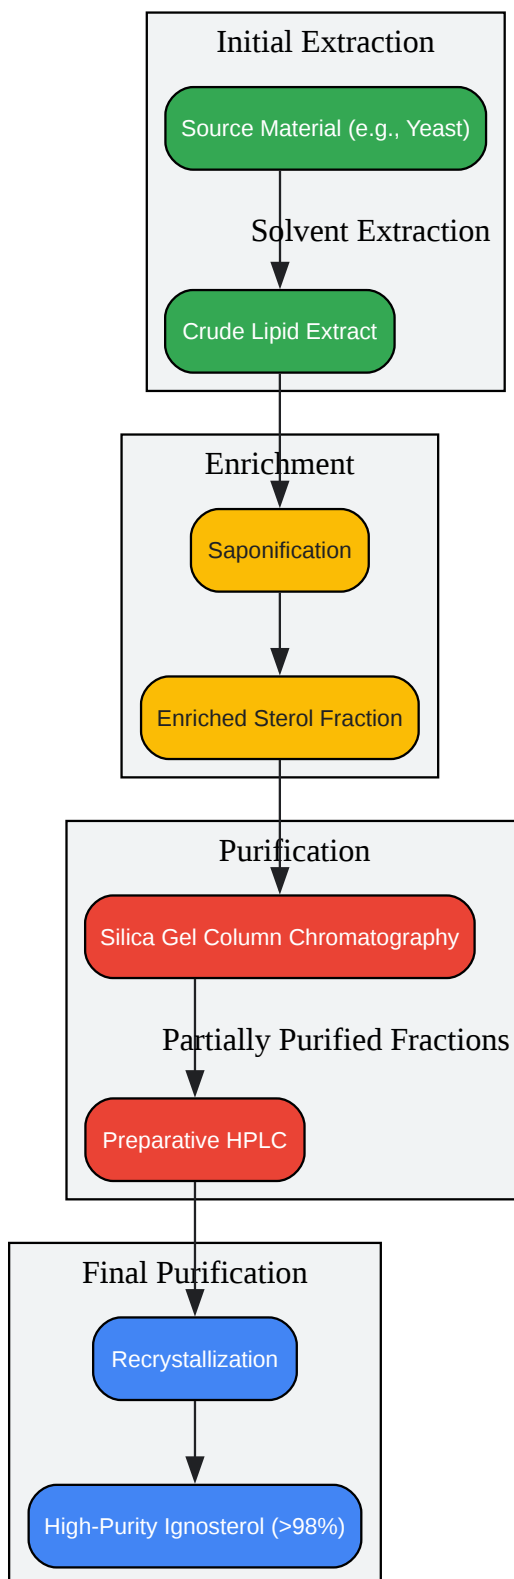 Initial Extraction
Source Material (e.g., Yeast)
Solvent Extraction
Crude Lipid Extract
Enrichment
Saponification
Enriched Sterol Fraction
Purification
Silica Gel Column Chromatography
Partially Purified Fractions
Preparative HPLC
Final Purification
Recrystallization
High-Purity Ignosterol (>98%)